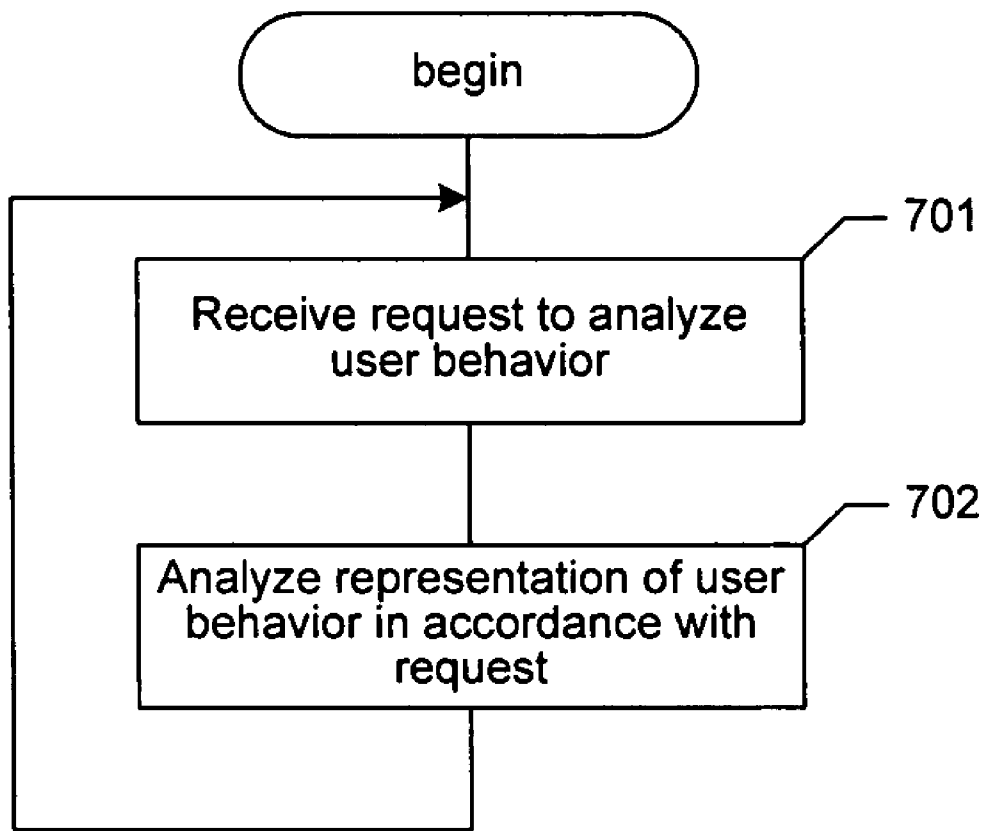 begin
701
Receive request to analyze
user behavior
702
Analyze representation of user
behavior in accordance with
request